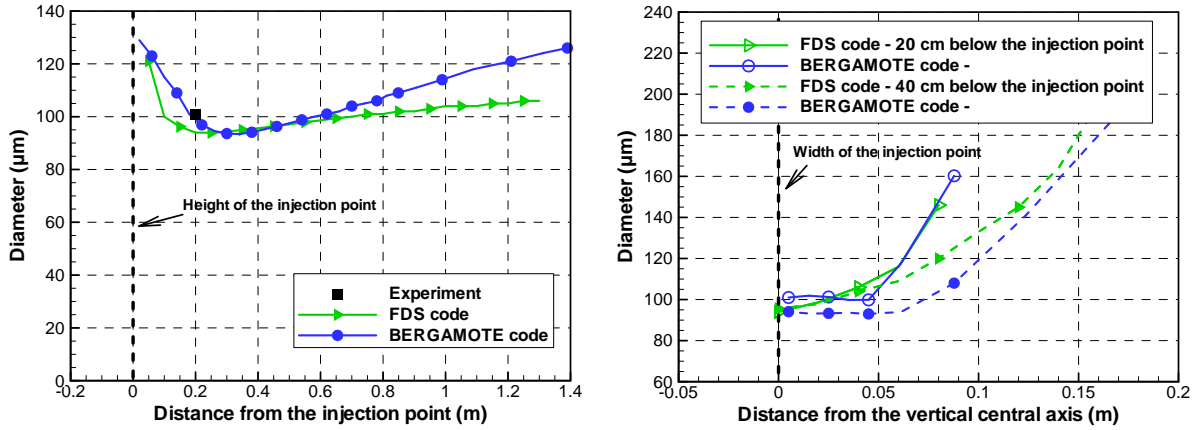 140
120
100
80
60
40
20
0
Diameter (µm)
Height of the injection point
Experiment
FDS code
BERGAMOTE code
-0.2 0 0.2 0.4 0.6 0.8 1 1.2 1.4
Distance from the injection point (m)
240
220
200
180
160
140
120
100
80
60
Diameter (µm)
FDS code - 20 cm below the injection point
BERGAMOTE code -
FDS code - 40 cm below the injection point
BERGAMOTE code -
Width of the injection point
-0.05 0 0.05 0.1 0.15 0.2
Distance from the vertical central axis (m)